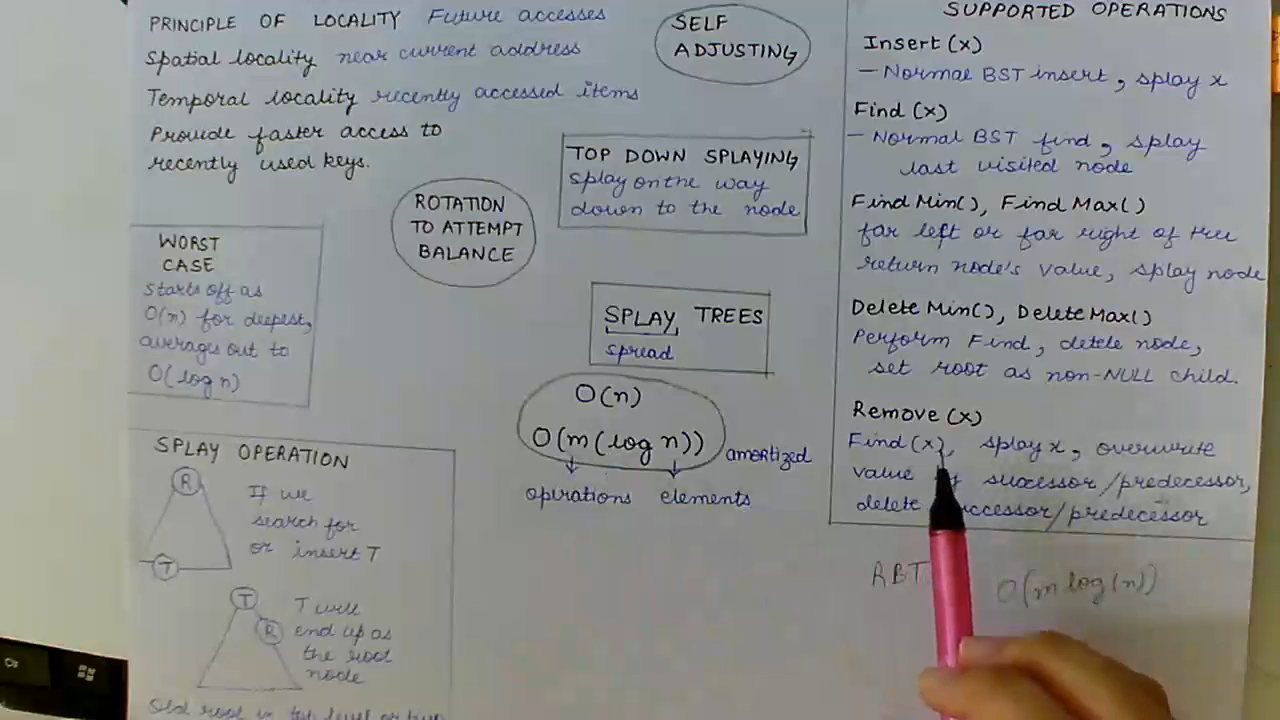 PRINCIPLE OF LOCALITY Future accesses
Spatial locality near current address
Temporal locality recently accessed items
Provide faster access to
recently used keys.
SELF
ADJUSTING
TOP DOWN SPLAYING
splay on the way
down to the node
ROTATION
TO ATTEMPT
BALANCE
WORST
CASE
starts off as
O(n) for deepest,
averages out to
O(log n)
SPLAY TREES
spread
O(n)
O(m(log n)) amortized
operations elements
SPLAY OPERATION
R
T
If we
search for
or insert T
T
R
T will
end up as
the root
node
root in
SUPPORTED OPERATIONS
Insert (x)
- Normal BST insert, splay x
Find (x)
- Normal BST find, splay
last visited node
Find Min(), Find Max()
far left or far right of tree
return node's value, splay node
Delete Min(), Delete Max()
Perform Find, detele node,
set root as non-NULL child.
Remove (x)
Find (x), splay x, overwrite
value sucessor/predecessor,
delete /predecessor
RBT O(m log(n))